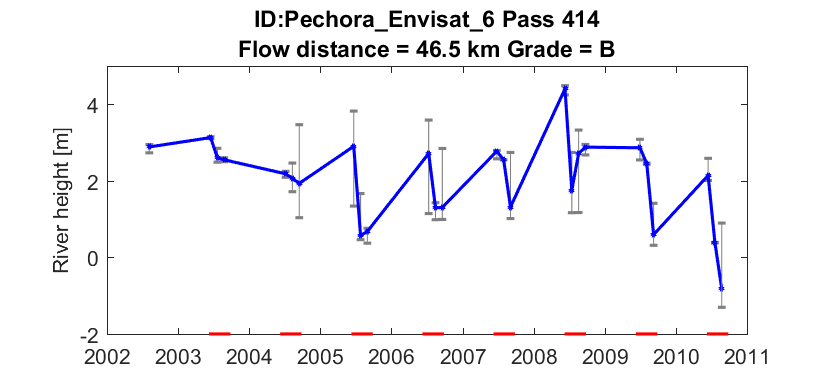 ID:Pechora_Envisat_6 Pass 414
Flow distance = 46.5 km Grade = B
River height [m]
4
2
0
-2
2002 2003 2004 2005 2006 2007 2008 2009 2010 2011